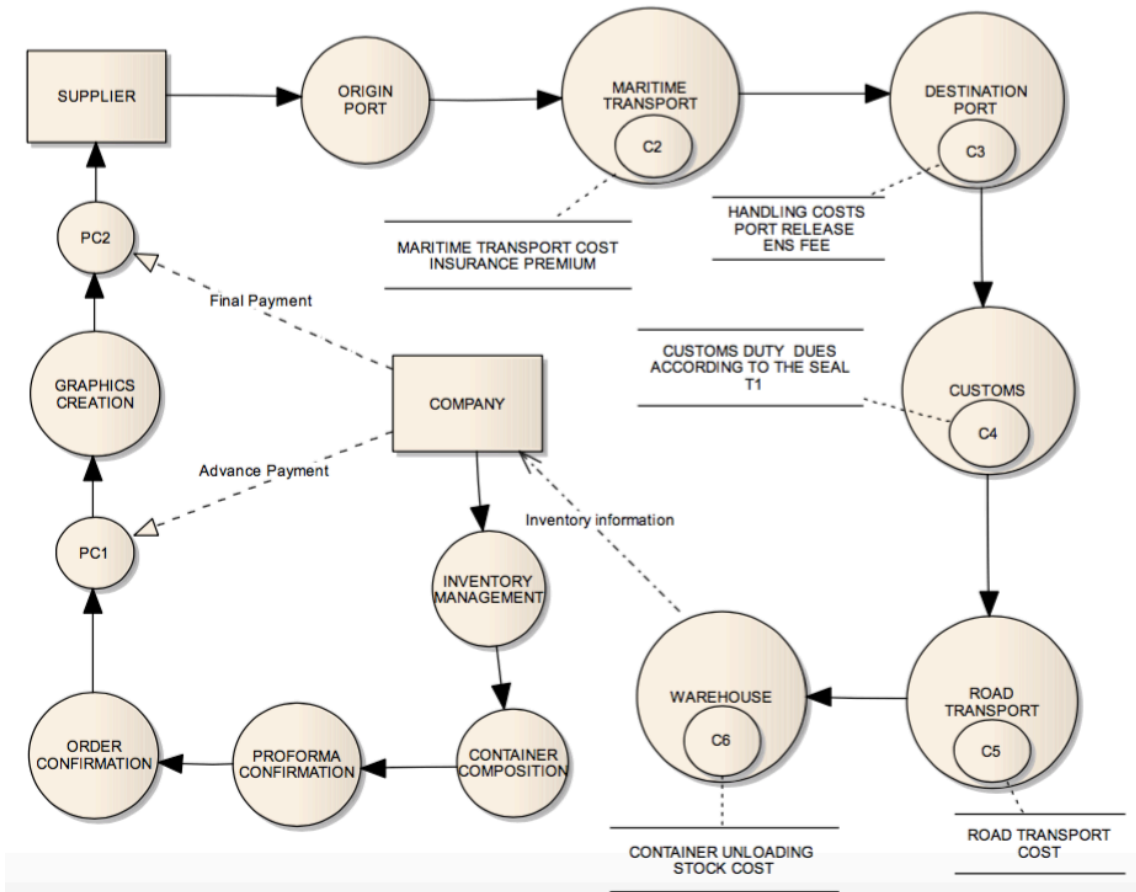 SUPPLIER
ORIGIN
PORT
MARITIME
TRANSPORT
C2
DESTINATION
PORT
C3
PC2
MARITIME TRANSPORT COST
INSURANCE PREMIUM
HANDLING COSTS
PORT RELEASE
ENS FEE
Final Payment
GRAPHICS
CREATION
COMPANY
CUSTOMS DUTY DUES
ACCORDING TO THE SEAL
T1
CUSTOMS
C4
Advance Payment
PC1
Inventory information
INVENTORY
MANAGEMENT
ORDER
CONFIRMATION
PROFORMA
CONFIRMATION
CONTAINER
COMPOSITION
WAREHOUSE
C6
ROAD
TRANSPORT
C5
CONTAINER UNLOADING
STOCK COST
ROAD TRANSPORT
COST